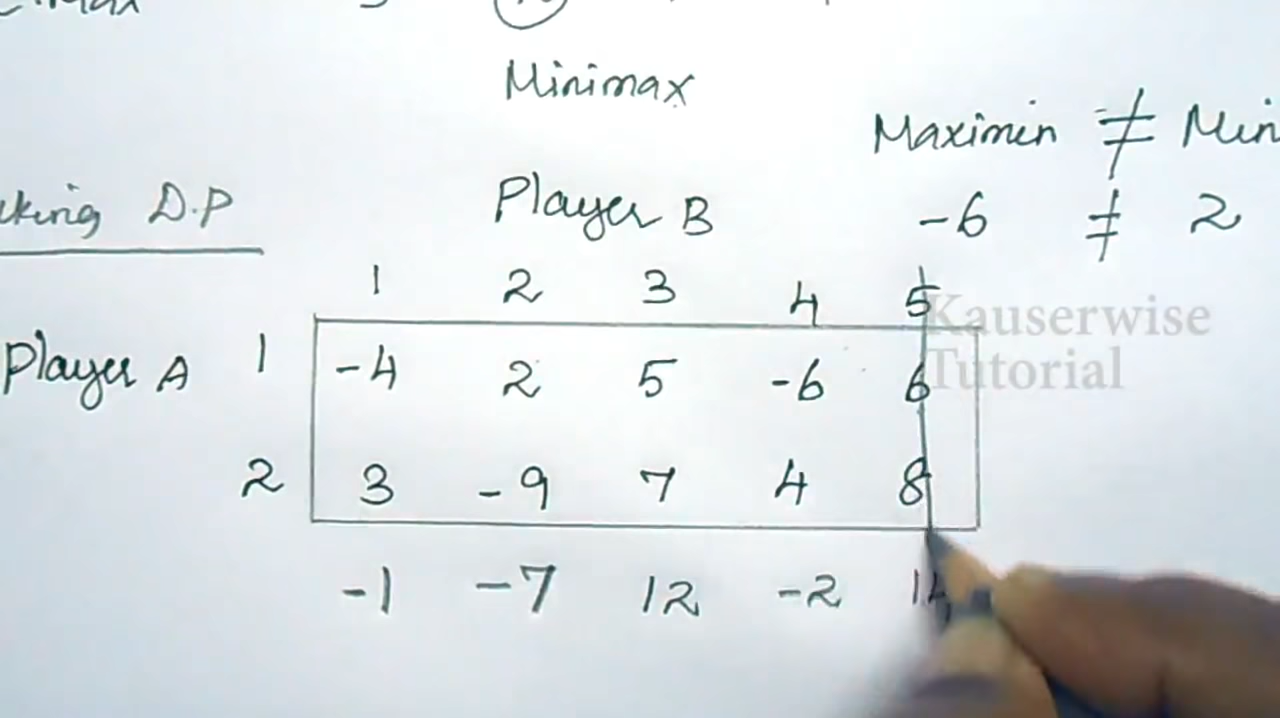 Minimax
Maximin ≠ Min
-6 ≠ 2
D.P
Player B
1 2 3 4 5
Player A 1 -4 2 5 -6 6
2 3 -9 7 4 8
-1 -7 12 -2 14
Kauserwise
Tutorial